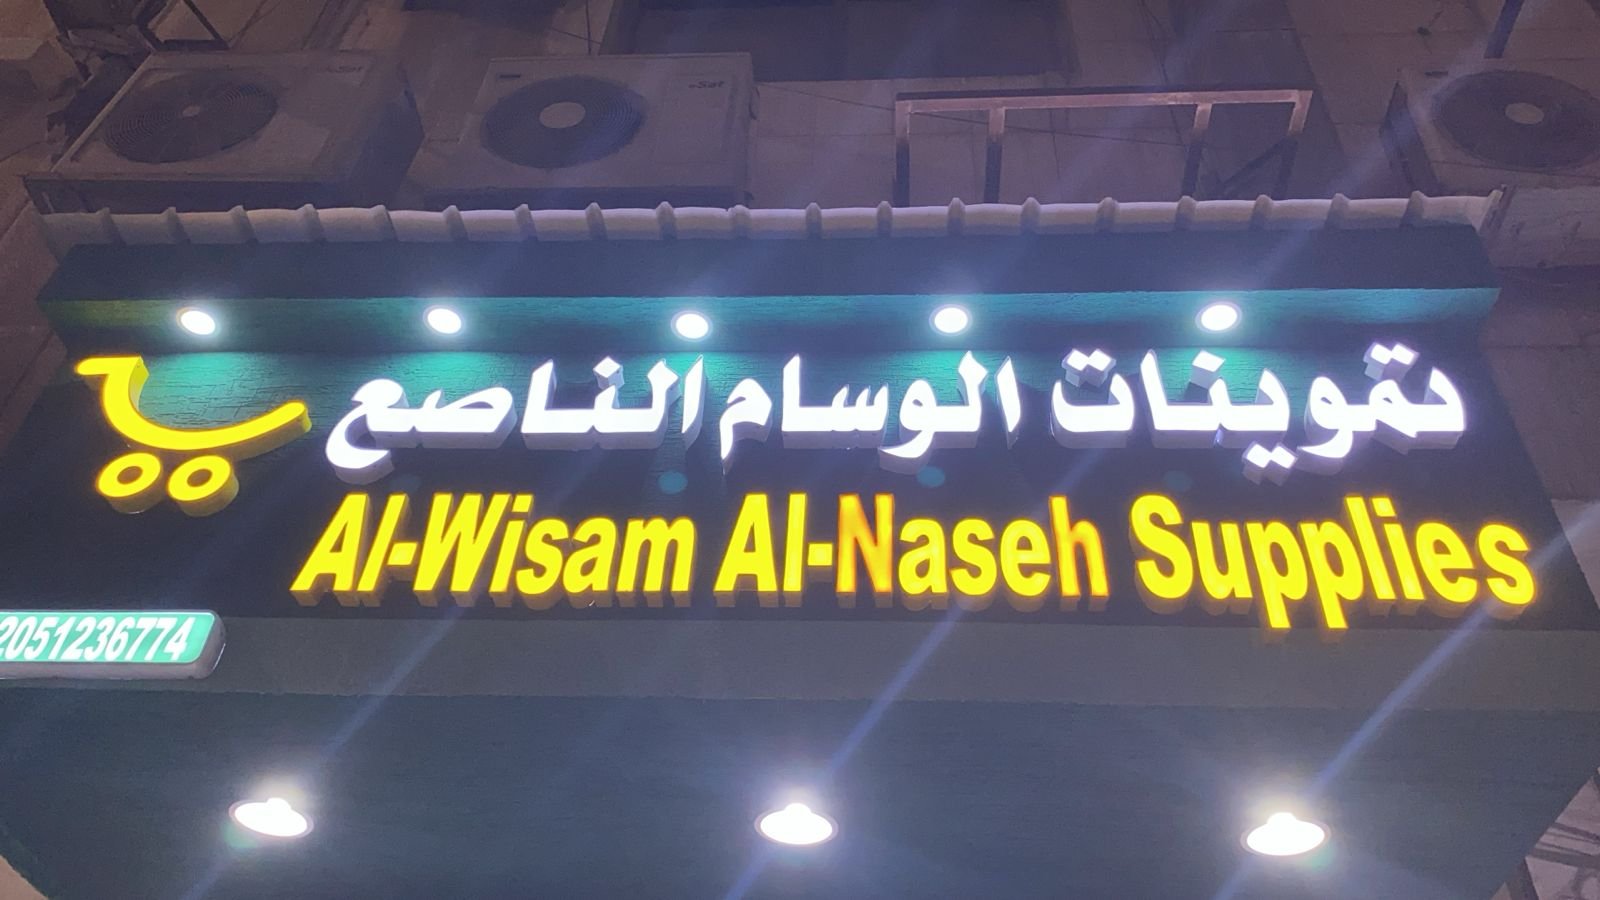 تموينات الوسام الناصع
Al-Wisam Al-Naseh Supplies
2051236774